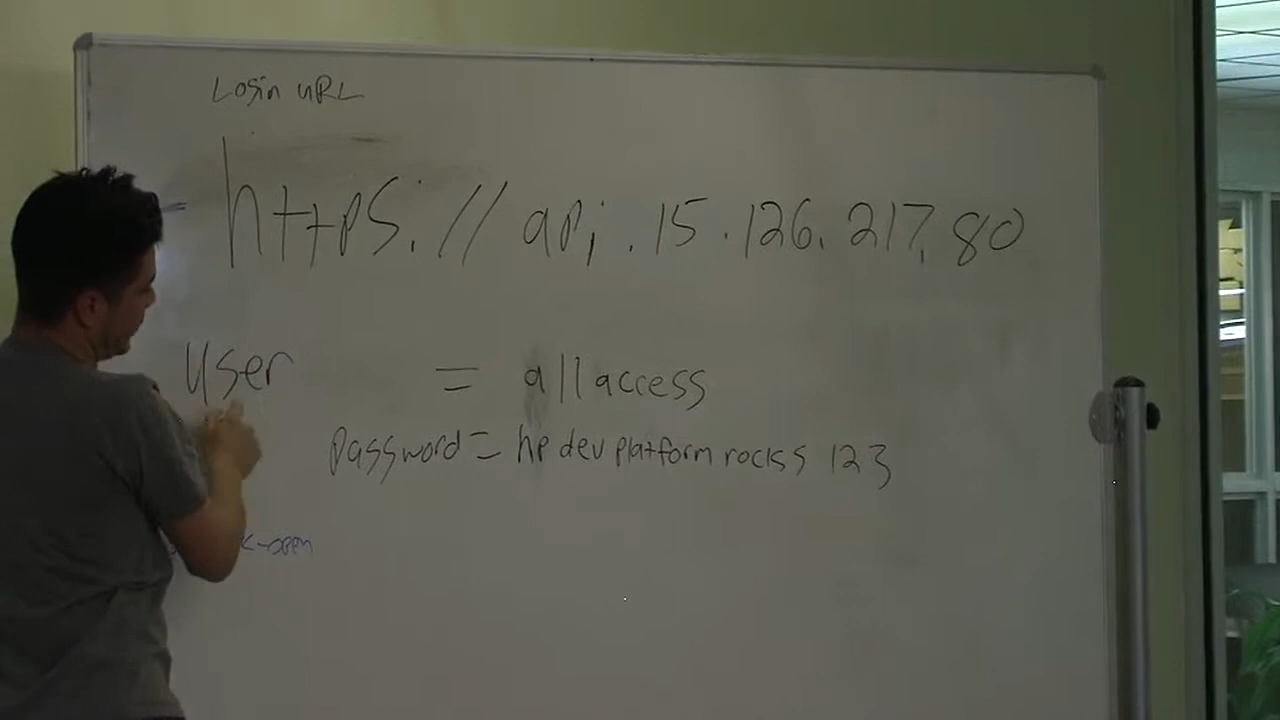 Login URL
https://api.15.126.217.80
user = allaccess
password = hp dev platform rocks 123